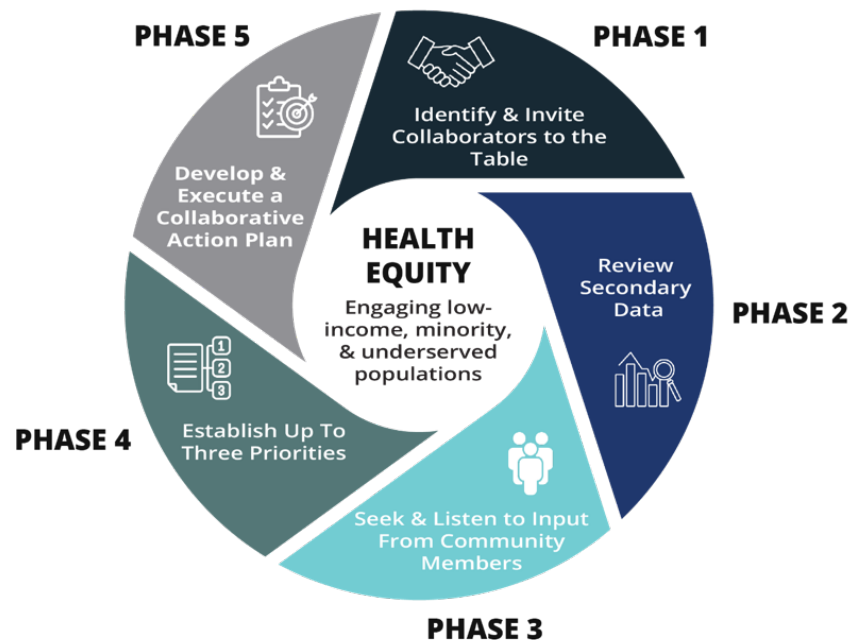 PHASE 1
Identify & Invite
Collaborators to the
Table
PHASE 2
Review
Secondary
Data
PHASE 3
Seek & Listen to Input
From Community
Members
PHASE 4
1
2
3
Establish Up To
Three Priorities
PHASE 5
Develop &
Execute a
Collaborative
Action Plan
HEALTH
EQUITY
Engaging low-
income, minority,
& underserved
populations